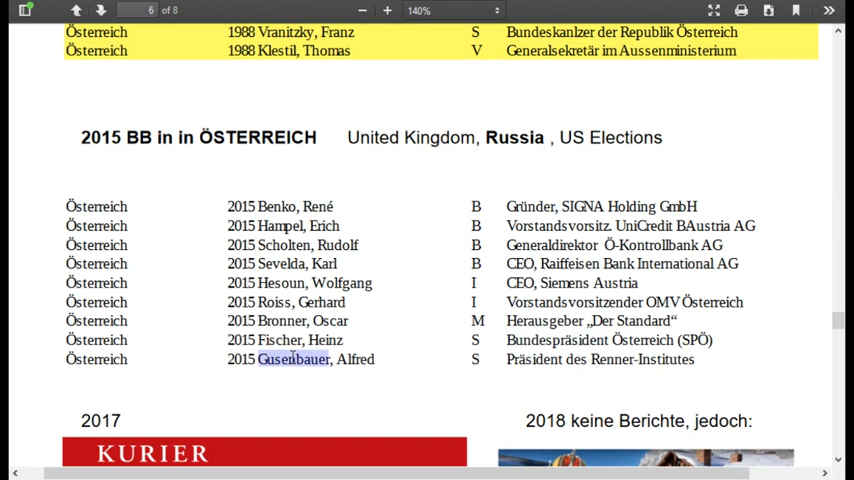 6 of 8 140%
Österreich 1988 Vranitzky, Franz S Bundeskanlzer der Republik Österreich
Österreich 1988 Klestil, Thomas V Generalsekretär im Aussenministerium
2015 BB in in ÖSTERREICH United Kingdom, Russia , US Elections
Österreich 2015 Benko, René B Gründer, SIGNA Holding GmbH
Österreich 2015 Hampel, Erich B Vorstandsvorsitz. UniCredit BAustria AG
Österreich 2015 Scholten, Rudolf B Generaldirektor Ö-Kontrollbank AG
Österreich 2015 Sevelda, Karl B CEO, Raiffeisen Bank International AG
Österreich 2015 Hesoun, Wolfgang I CEO, Siemens Austria
Österreich 2015 Roiss, Gerhard I Vorstandsvorsitzender OMV Österreich
Österreich 2015 Bronner, Oscar M Herausgeber „Der Standard“
Österreich 2015 Fischer, Heinz S Bundespräsident Österreich (SPÖ)
Österreich 2015 Gusenbauer, Alfred S Präsident des Renner-Institutes
2017 2018 keine Berichte, jedoch:
KURIER